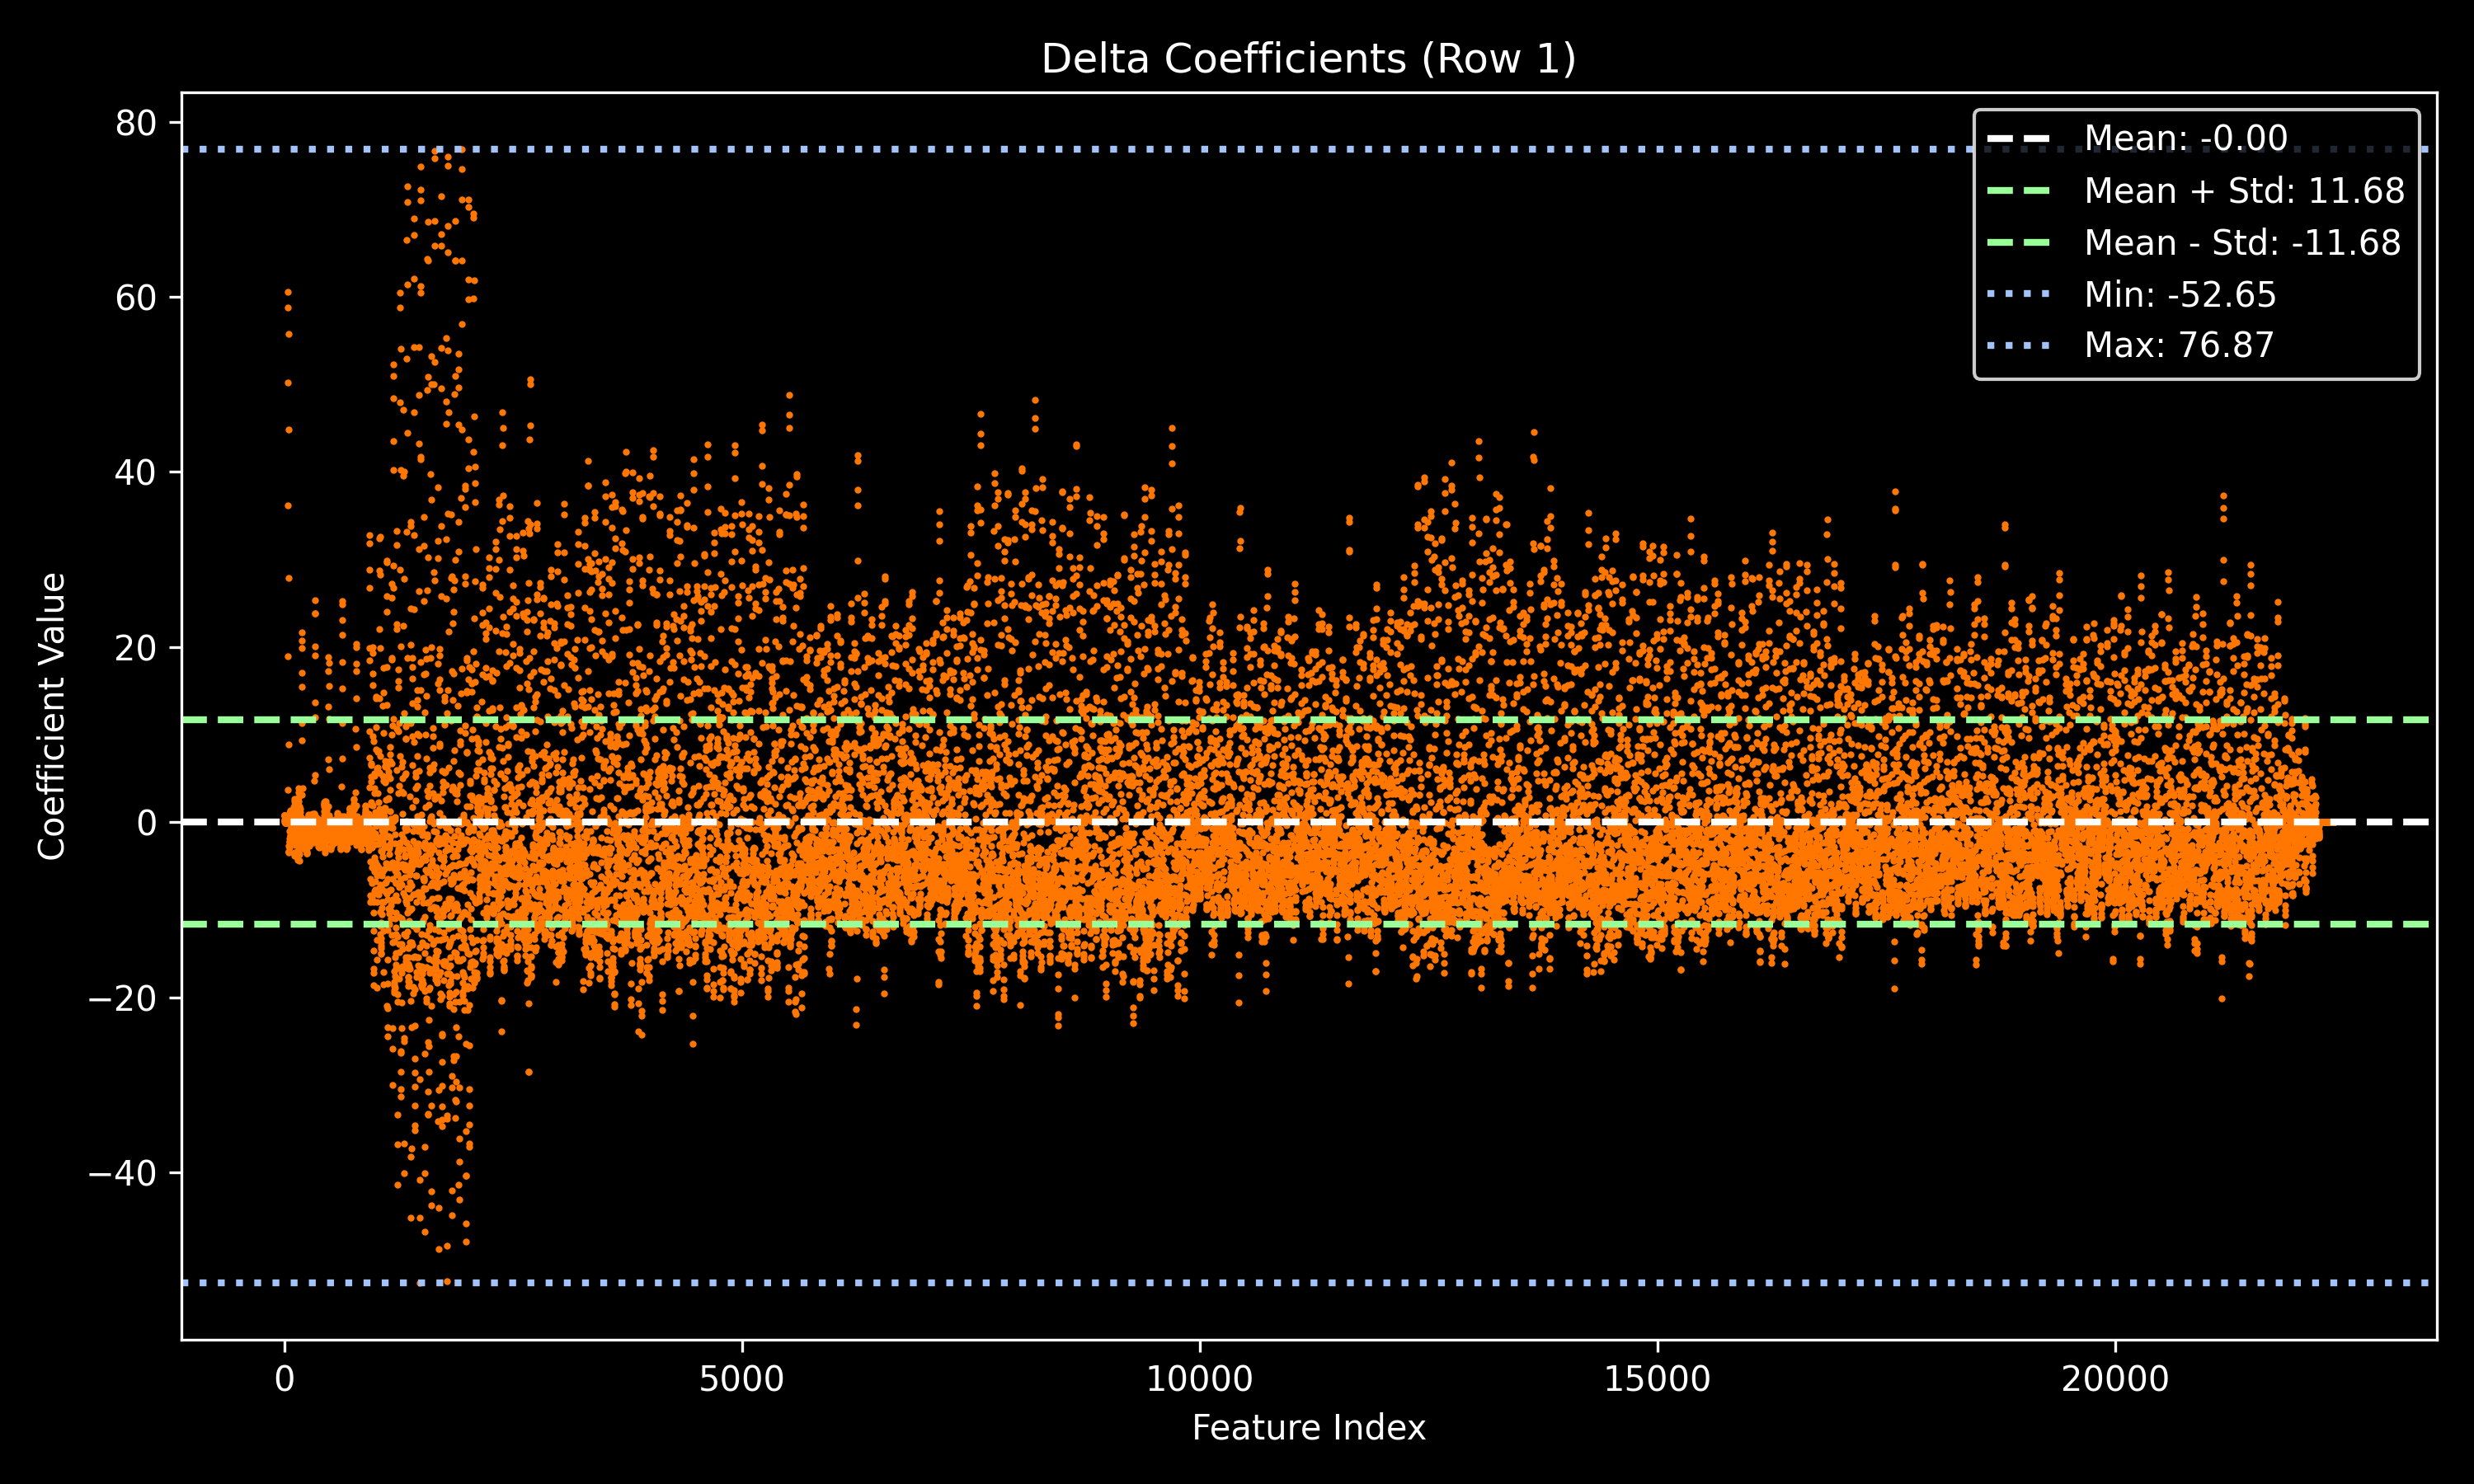 Delta Coefficients (Row 1)
80
60
40
20
0
−20
−40
Coefficient Value
Mean: -0.00
Mean + Std: 11.68
Mean - Std: -11.68
Min: -52.65
Max: 76.87
0 5000 10000 15000 20000
Feature Index